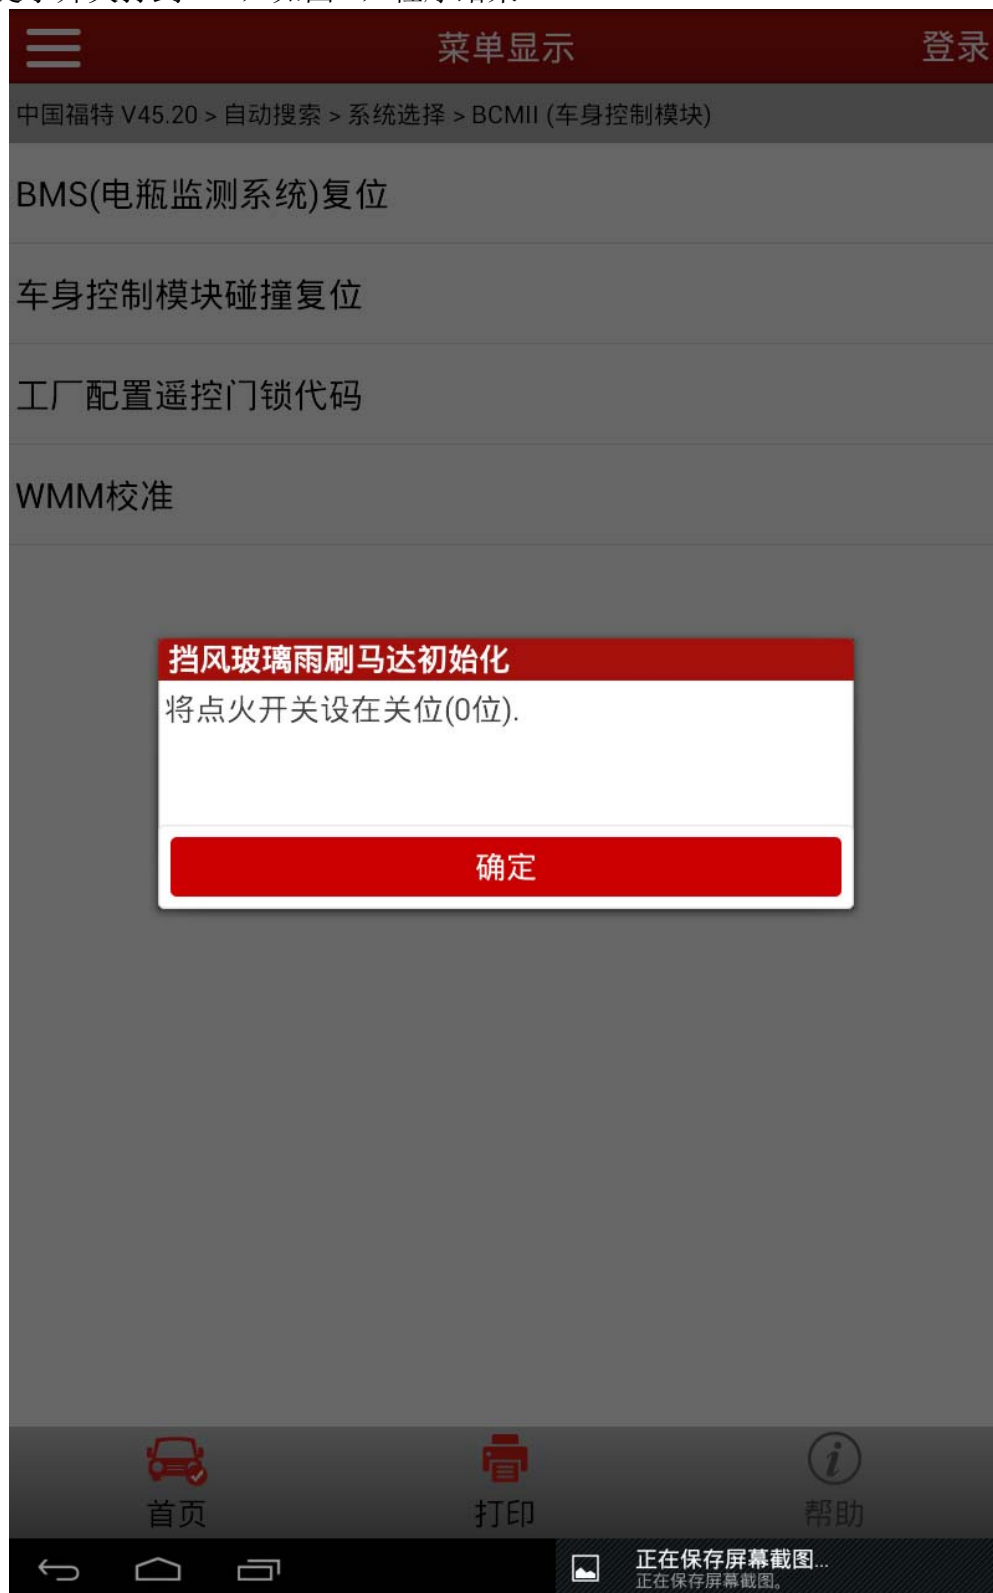 菜单显示
登录
中国福特 V45.20 > 自动搜索 > 系统选择 > BCMII (车身控制模块)
BMS(电瓶监测系统)复位
车身控制模块碰撞复位
工厂配置遥控门锁代码
WMM校准
挡风玻璃雨刷马达初始化
将点火开关设在关位(0位).
确定
首页
打印
帮助
正在保存屏幕截图...
正在保存屏幕截图。